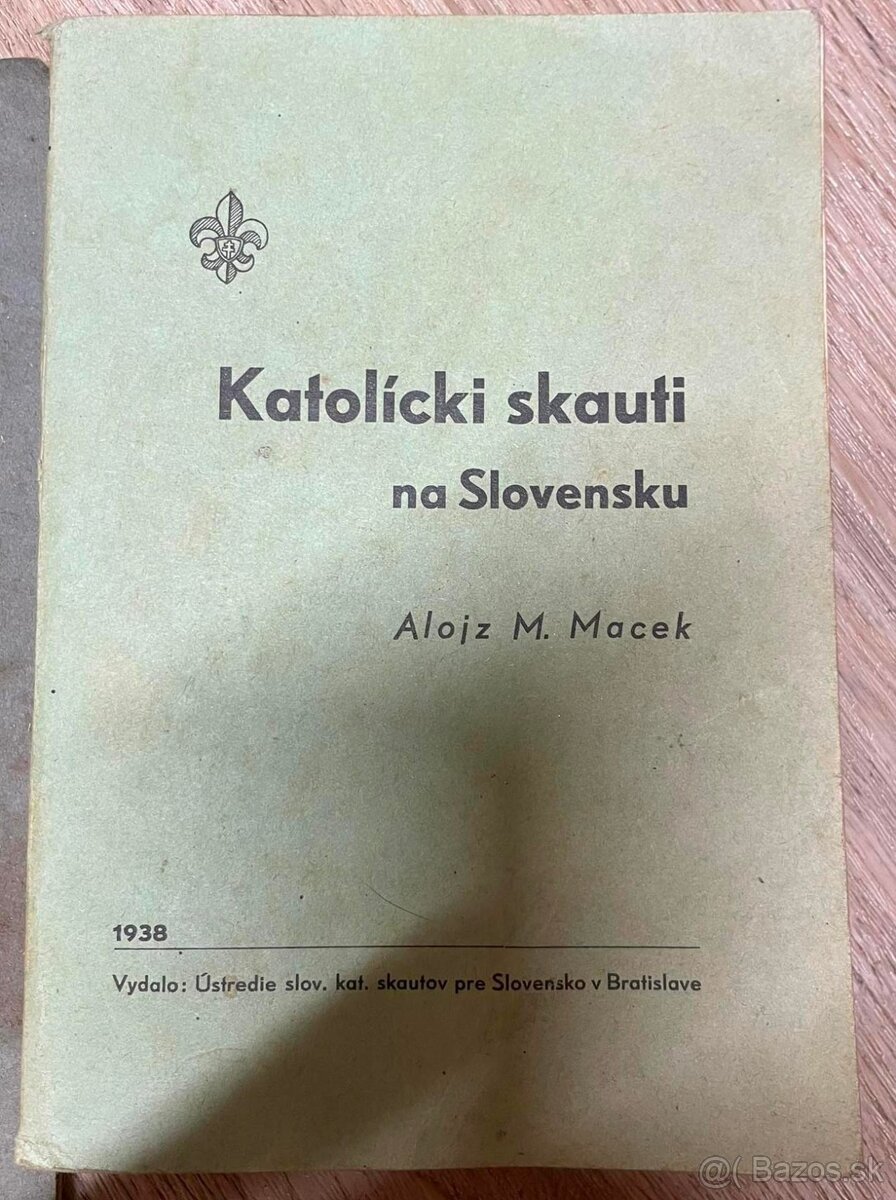 Katolícki skauti
na Slovensku
Alojz M. Macek
1938
Vydalo: Ústredie slov. kat. skautov pre Slovensko v Bratislave
@( Bazos.sk